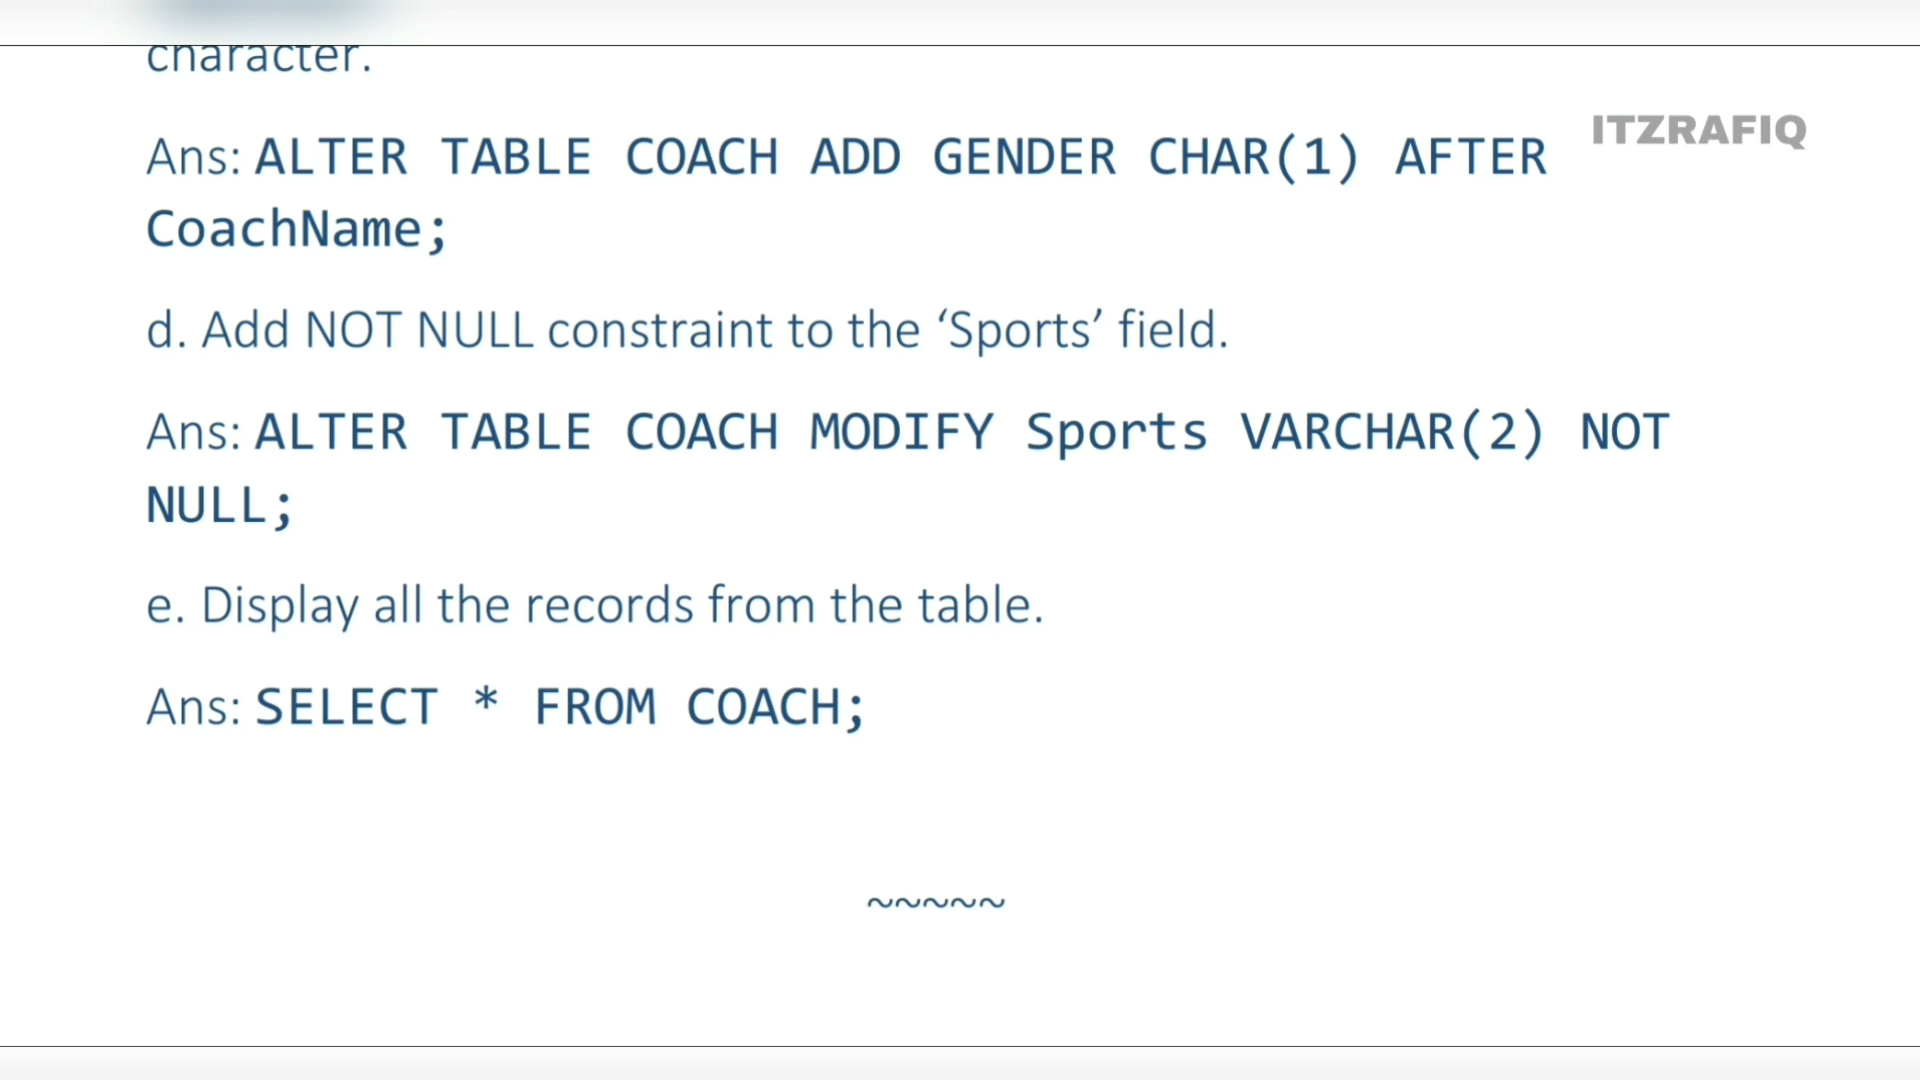 character.
ITZRAFIQ
Ans: ALTER TABLE COACH ADD GENDER CHAR(1) AFTER
CoachName;
d. Add NOT NULL constraint to the ‘Sports’ field.
Ans: ALTER TABLE COACH MODIFY Sports VARCHAR(2) NOT
NULL;
e. Display all the records from the table.
Ans: SELECT * FROM COACH;
~~~~~